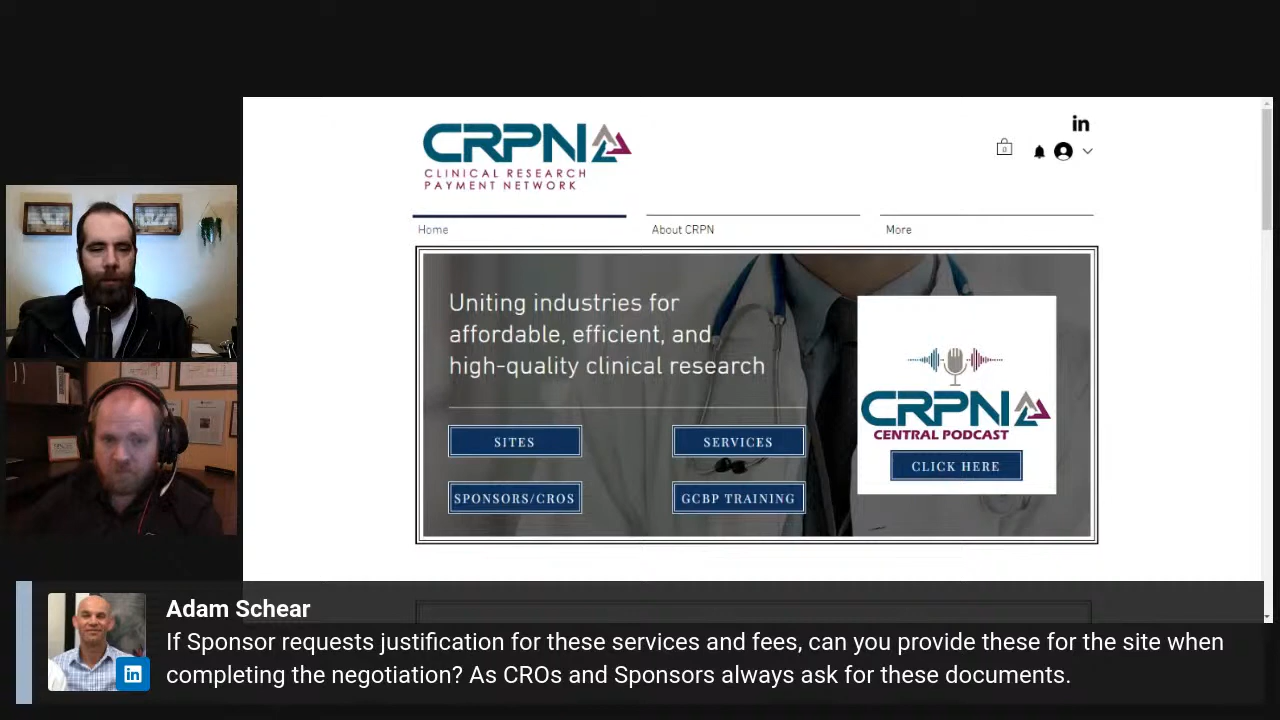 CRPN
CLINICAL RESEARCH
PAYMENT NETWORK
in
0
Home
About CRPN
More
Uniting industries for
affordable, efficient, and
high-quality clinical research
SITES
SERVICES
SPONSORS/CROS
GCBP TRAINING
CRPN
CENTRAL PODCAST
CLICK HERE
Adam Schear
If Sponsor requests justification for these services and fees, can you provide these for the site when
completing the negotiation? As CROs and Sponsors always ask for these documents.
in